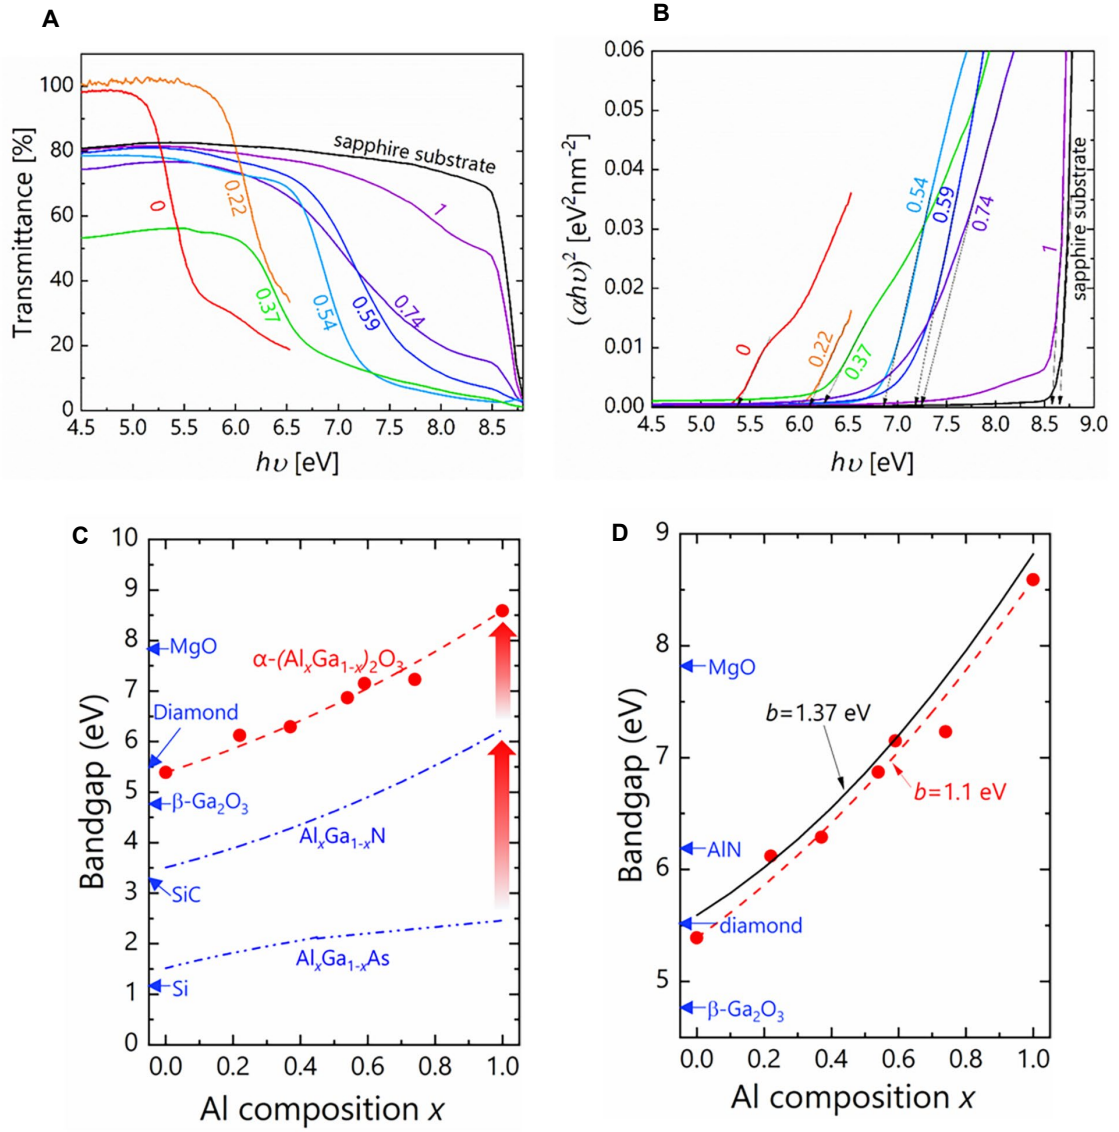 A
Transmittance [%]
100
80
60
40
20
0
4.5 5.0 5.5 6.0 6.5 7.0 7.5 8.0 8.5
hυ [eV]
sapphire substrate
0
0.22
0.37
0.54
0.59
0.74
1
B
(αhυ)² [eV²nm⁻²]
0.06
0.05
0.04
0.03
0.02
0.01
0.00
4.5 5.0 5.5 6.0 6.5 7.0 7.5 8.0 8.5 9.0
hυ [eV]
0
0.22
0.37
0.54
0.59
0.74
1
sapphire substrate
C
Bandgap (eV)
10
9
8
7
6
5
4
3
2
1
0
MgO
α-(AlₓGa₁₋ₓ)₂O₃
Diamond
β-Ga₂O₃
AlₓGa₁₋ₓN
SiC
AlₓGa₁₋ₓAs
Si
0.0 0.2 0.4 0.6 0.8 1.0
Al composition x
D
Bandgap (eV)
9
8
7
6
5
MgO
b=1.37 eV
b=1.1 eV
AlN
diamond
β-Ga₂O₃
0.0 0.2 0.4 0.6 0.8 1.0
Al composition x